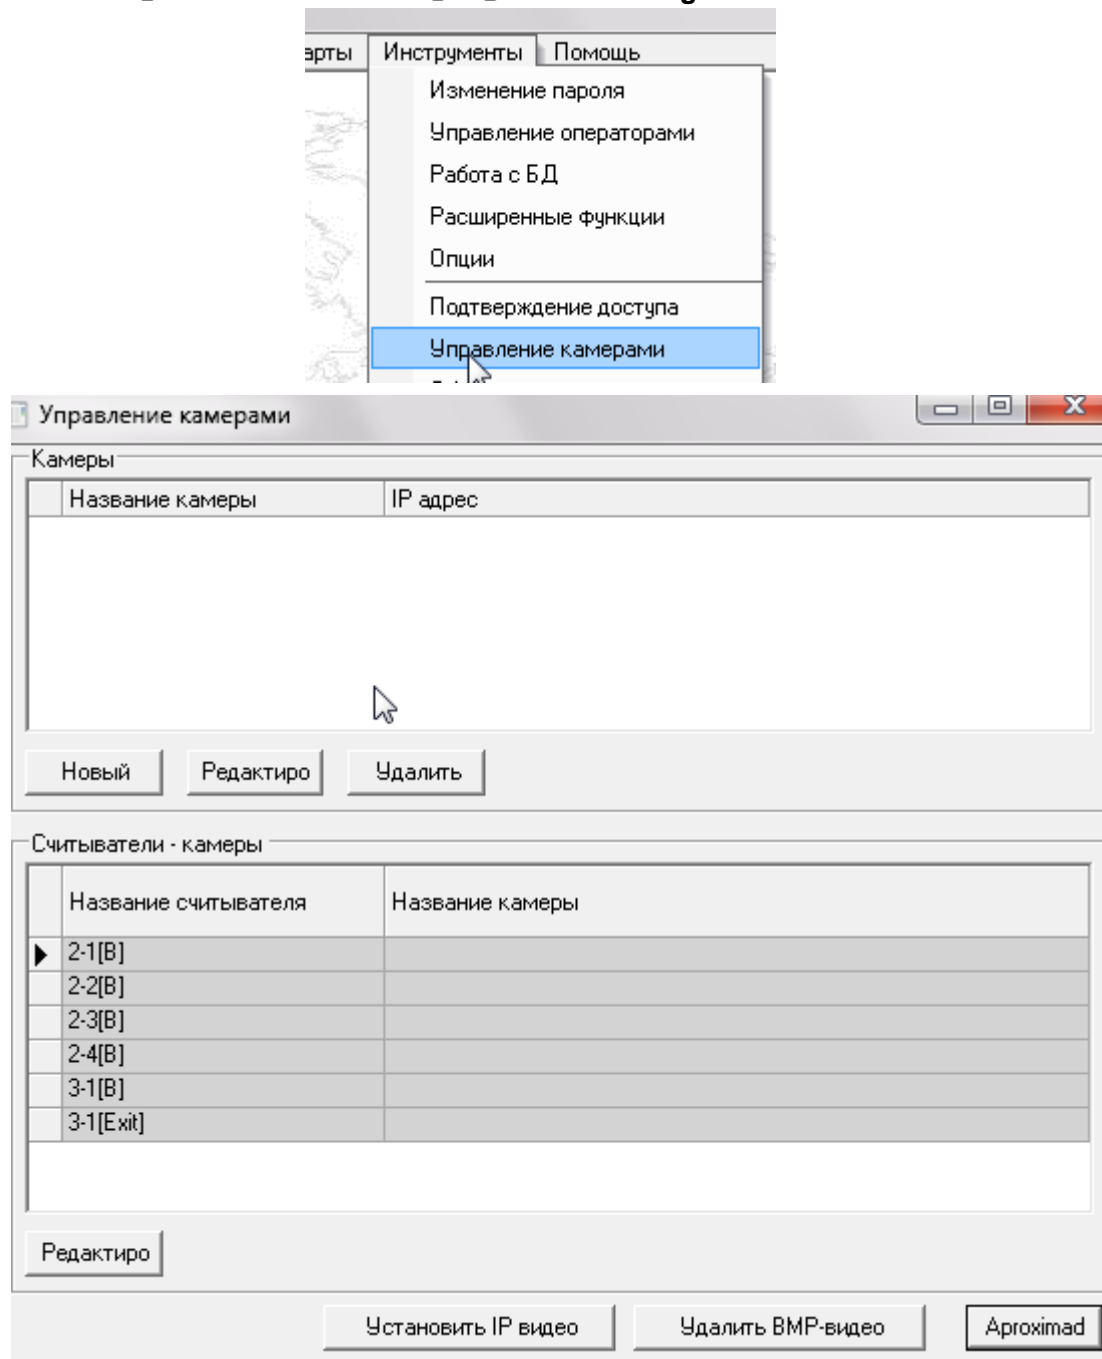 арты Инструменты Помощь
Изменение пароля
Управление операторами
Работа с БД
Расширенные функции
Опции
Подтверждение доступа
Управление камерами
Управление камерами
Камеры
Название камеры IP адрес
Новый Редактиро Удалить
Считыватели - камеры
Название считывателя Название камеры
2-1[В]
2-2[В]
2-3[В]
2-4[В]
3-1[В]
3-1[Exit]
Редактиро
Установить IP видео Удалить BMP-видео Aproximad